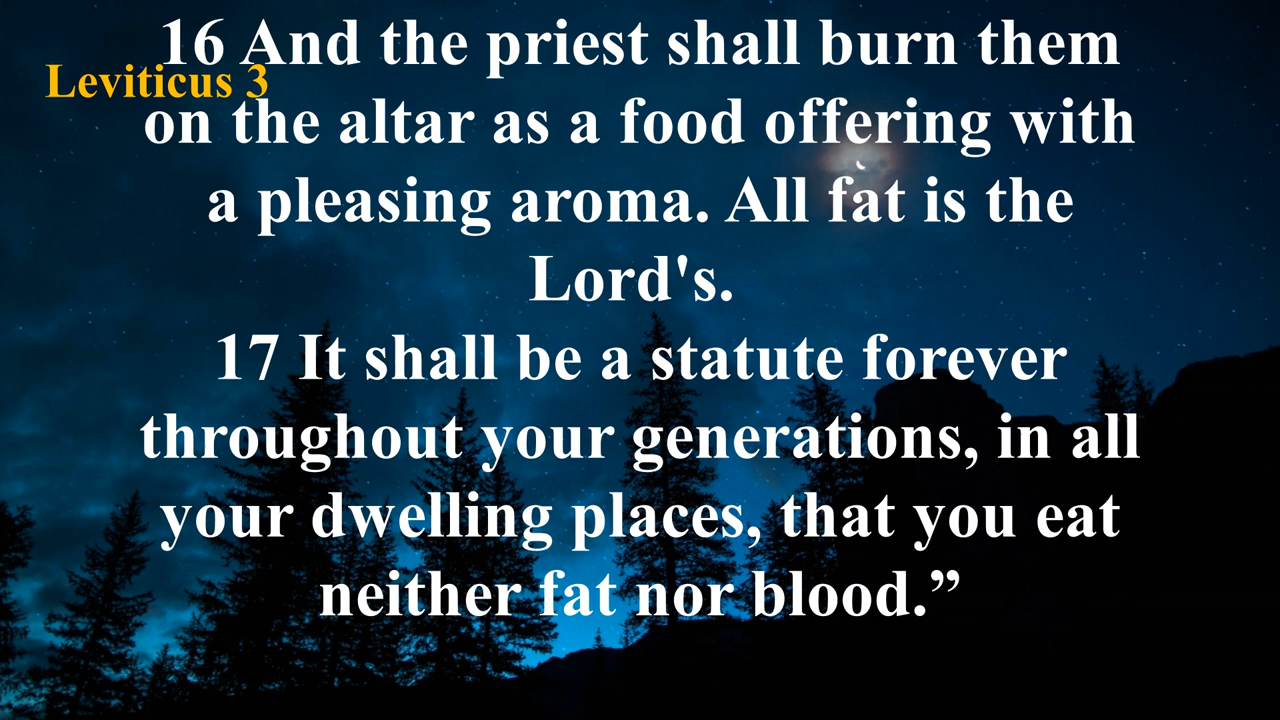 Leviticus 3
16 And the priest shall burn them
on the altar as a food offering with
a pleasing aroma. All fat is the
Lord's.
17 It shall be a statute forever
throughout your generations, in all
your dwelling places, that you eat
neither fat nor blood.”